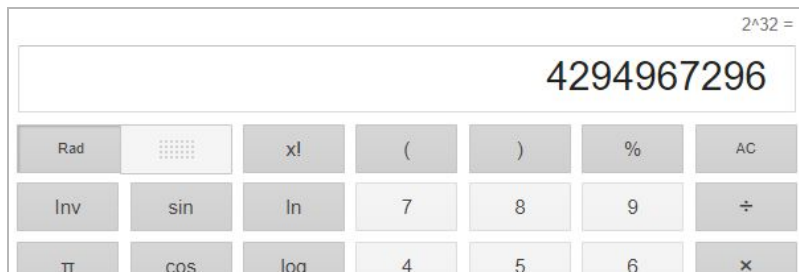 2^32 =
4294967296
Rad x! ( ) % AC
Inv sin ln 7 8 9 ÷
π cos log 4 5 6 ×